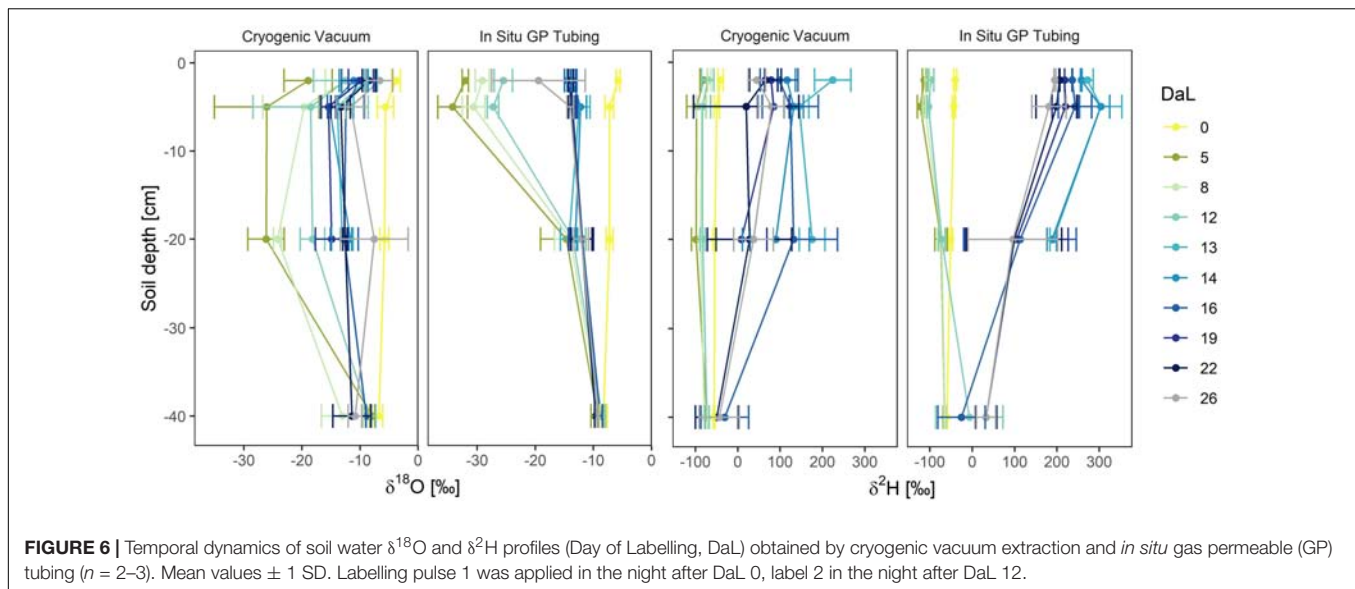 Cryogenic Vacuum In Situ GP Tubing Cryogenic Vacuum In Situ GP Tubing
0
-10
-20
-30
-40
Soil depth [cm]
-30 -20 -10 0 -30 -20 -10 0 -100 0 100 200 300 -100 0 100 200 300
δ¹⁸O [‰] δ²H [‰]
DaL
0
5
8
12
13
14
16
19
22
26
FIGURE 6 | Temporal dynamics of soil water δ¹⁸O and δ²H profiles (Day of Labelling, DaL) obtained by cryogenic vacuum extraction and in situ gas permeable (GP)
tubing (n = 2–3). Mean values ± 1 SD. Labelling pulse 1 was applied in the night after DaL 0, label 2 in the night after DaL 12.